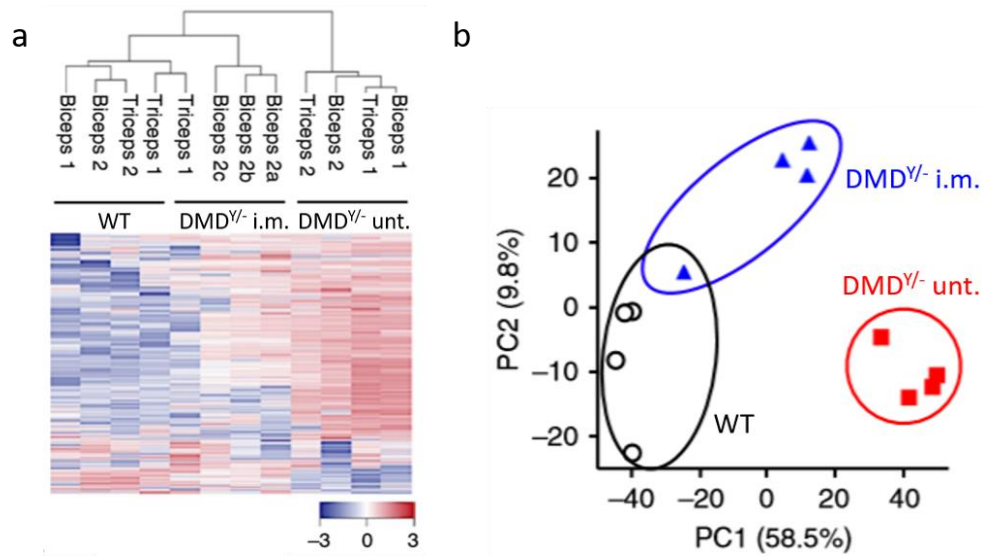 a
Biceps 1
Biceps 2
Triceps 2
Triceps 1
Triceps 1
Biceps 2c
Biceps 2b
Biceps 2a
Triceps 2
Biceps 2
Triceps 1
Biceps 1
WT
DMDY/- i.m.
DMDY/- unt.
−3 0 3
b
PC2 (9.8%)
20
10
0
−10
−20
DMDY/- i.m.
DMDY/- unt.
WT
−40 −20 0 20 40
PC1 (58.5%)